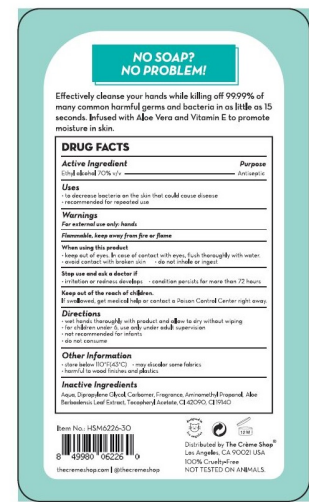 NO SOAP?
NO PROBLEM!
Effectively cleanse your hands while killing off 99.99% of
many common harmful germs and bacteria in as little as 15
seconds. Infused with Aloe Vera and Vitamin E to promote
moisture in skin.
DRUG FACTS
Active Ingredient Purpose
Ethyl alcohol 70% v/v Antiseptic
Uses
• to decrease bacteria on the skin that could cause disease
• recommended for repeated use
Warnings
For external use only: hands
Flammable, keep away from fire or flame
When using this product
• keep out of eyes. In case of contact with eyes, flush thoroughly with water.
• avoid contact with broken skin • do not inhale or ingest
Stop use and ask a doctor if
• irritation or redness develops • condition persists for more than 72 hours
Keep out of the reach of children.
If swallowed, get medical help or contact a Poison Control Center right away.
Directions
• wet hands thoroughly with product and allow to dry without wiping
• for children under 6, use only under adult supervision
• not recommended for infants
• do not consume
Other Information
• store below 110°F(43°C) • may discolor some fabrics
• harmful to wood finishes and plastics
Inactive Ingredients
Aqua, Dipropylene Glycol, Carbomer, Fragrance, Aminomethyl Propanol, Aloe
Barbadensis Leaf Extract, Tocopheryl Acetate, CI 42090, CI 19140
Item No.: HSM6226-30
8 49980 06226 0
thecremeshop.com | @thecremeshop
12 M
Distributed by The Crème Shop®
Los Angeles, CA 90021 USA
100% Cruelty-Free
NOT TESTED ON ANIMALS.